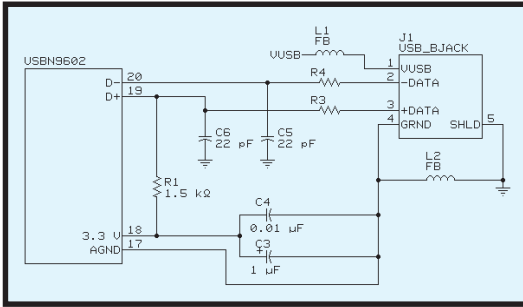 J1
USB_BJACK
L1
FB
VUSB
1 VUSB
2 -DATA
3 +DATA
4 GRND
SHLD 5
USBN9602
D- 20
D+ 19
R4
R3
C6
22 pF
C5
22 pF
L2
FB
R1
1.5 kΩ
C4
0.01 µF
3.3 V 18
AGND 17
+
C3
1 µF